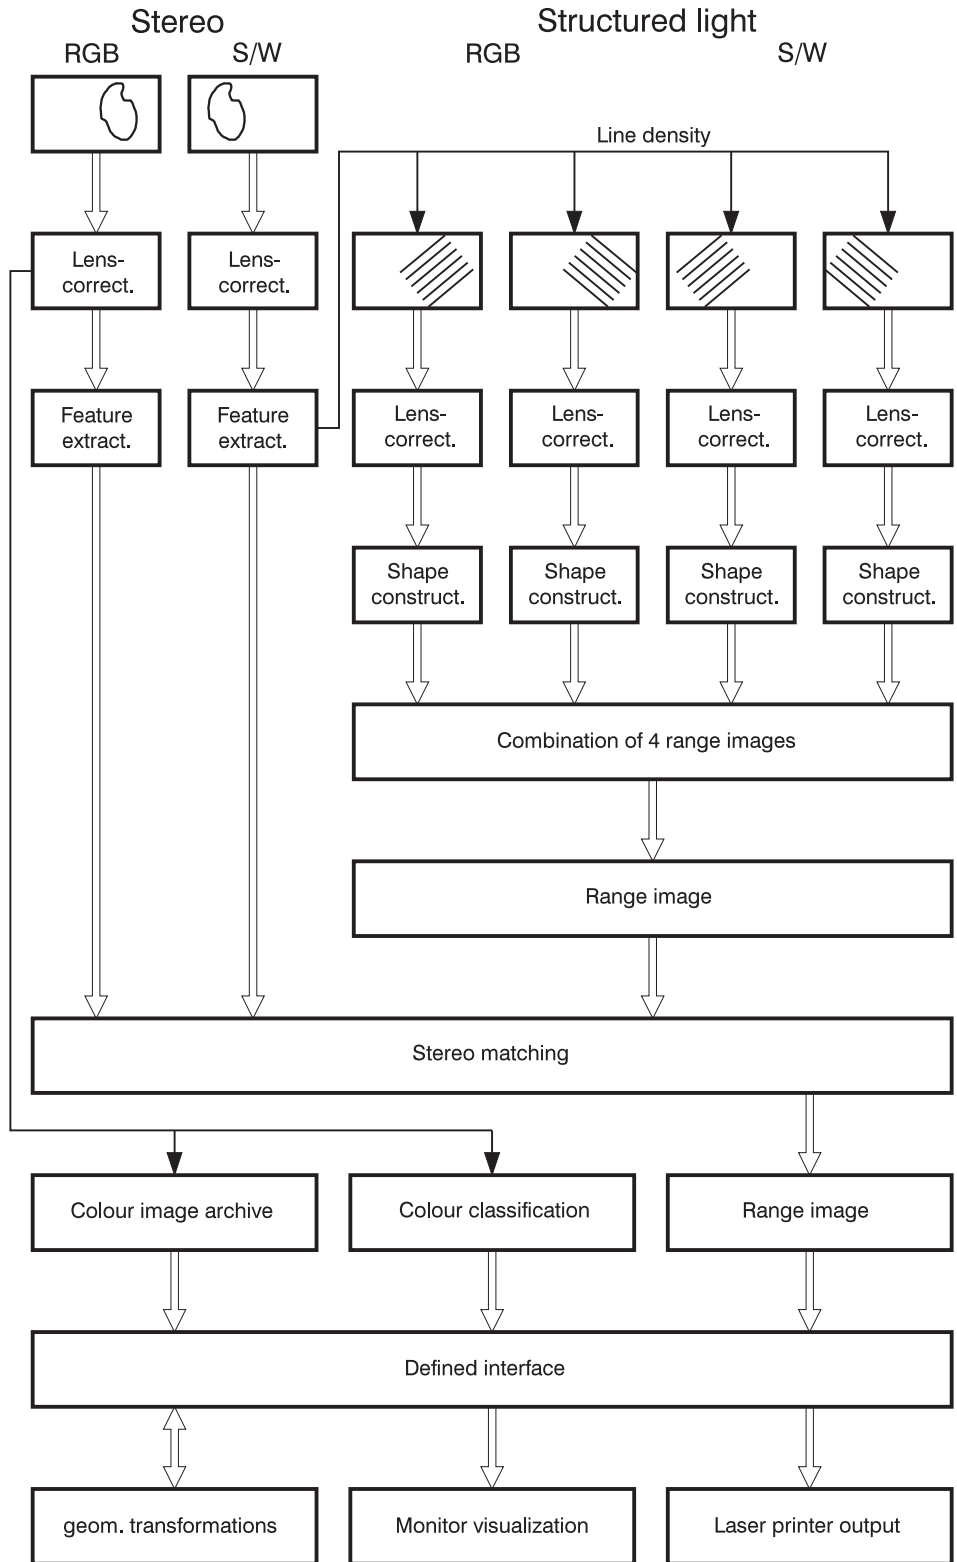 Stereo
Structured light
RGB
S/W
RGB
S/W
Line density
Lens-
correct.
Lens-
correct.
Feature
extract.
Feature
extract.
Lens-
correct.
Lens-
correct.
Lens-
correct.
Lens-
correct.
Shape
construct.
Shape
construct.
Shape
construct.
Shape
construct.
Combination of 4 range images
Range image
Stereo matching
Colour image archive
Colour classification
Range image
Defined interface
geom. transformations
Monitor visualization
Laser printer output